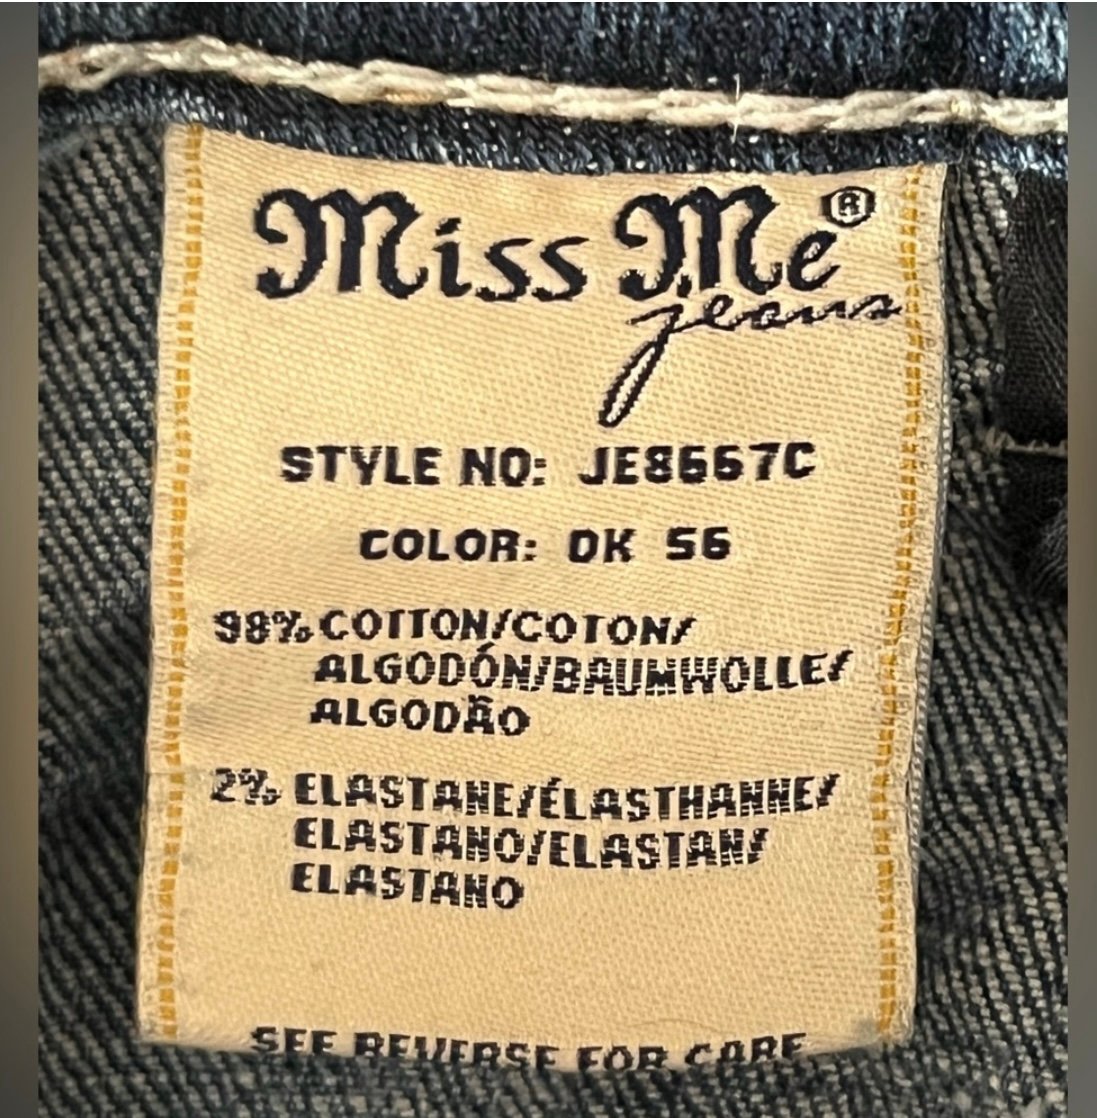 Miss Me®
jeans
STYLE NO: JE8667C
COLOR: DK 56
98% COTTON/COTON/
ALGODÓN/BAUMWOLLE/
ALGODÃO
2% ELASTANE/ÉLASTHANNE/
ELASTANO/ELASTAN/
ELASTANO
SEE REVERSE FOR CARE